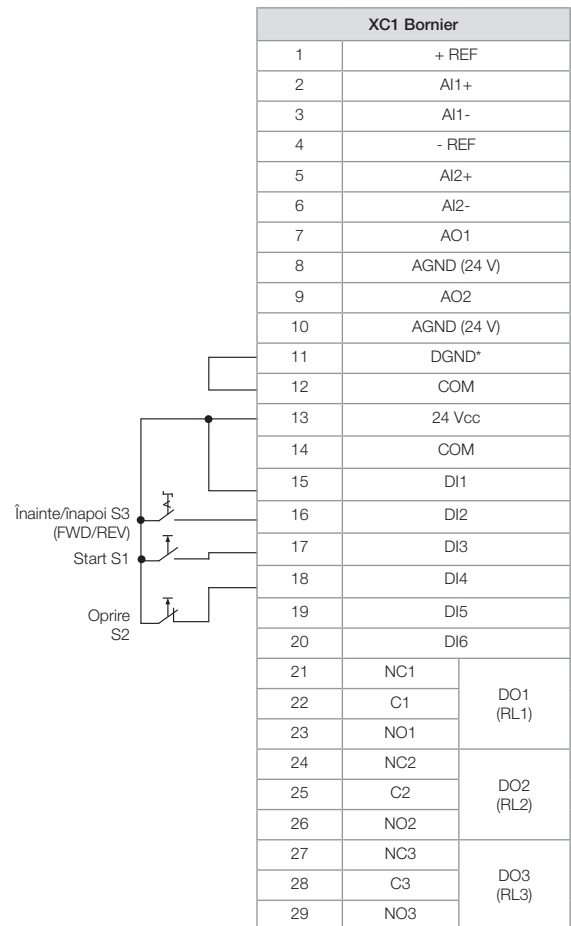 XC1 Bornier
1 + REF
2 AI1+
3 AI1-
4 - REF
5 AI2+
6 AI2-
7 AO1
8 AGND (24 V)
9 AO2
10 AGND (24 V)
11 DGND*
12 COM
13 24 Vcc
14 COM
15 DI1
Înainte/înapoi S3
(FWD/REV)
16 DI2
Start S1
17 DI3
18 DI4
Oprire
S2
19 DI5
20 DI6
21 NC1
22 C1
23 NO1
DO1
(RL1)
24 NC2
25 C2
26 NO2
DO2
(RL2)
27 NC3
28 C3
29 NO3
DO3
(RL3)